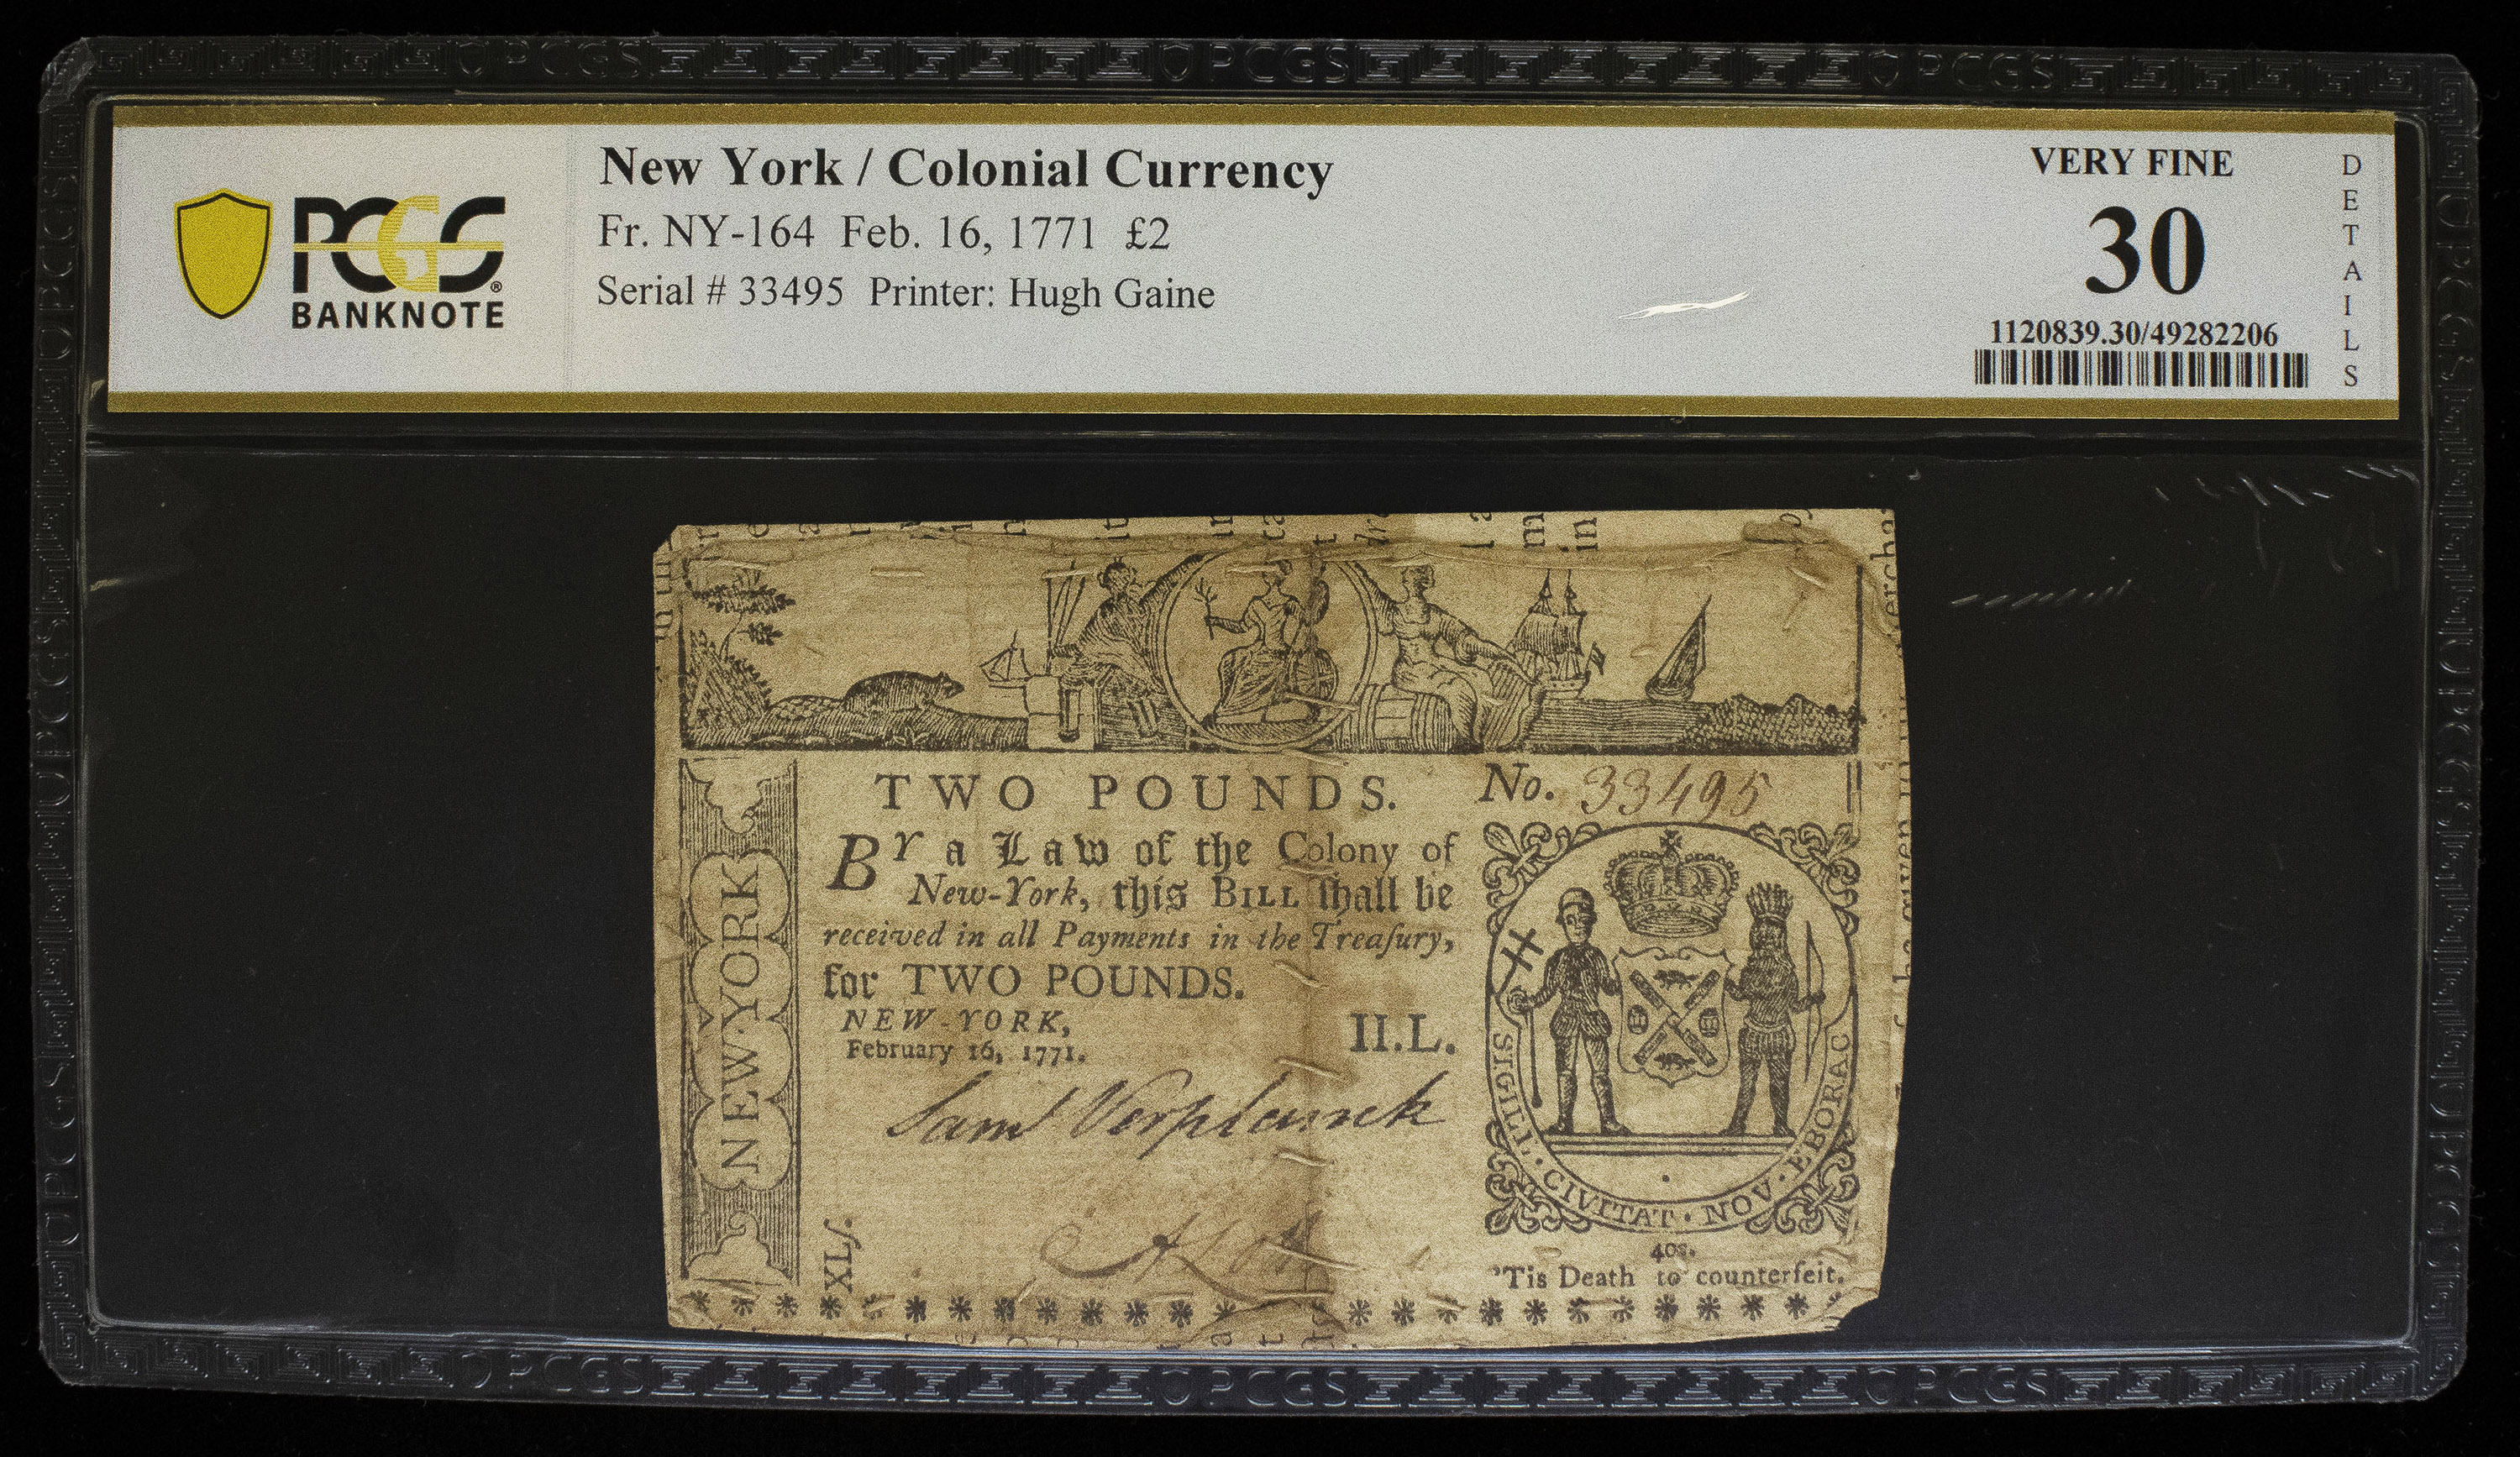 New York / Colonial Currency
Fr. NY-164 Feb. 16, 1771 £2
Serial # 33495 Printer: Hugh Gaine
PCGS
BANKNOTE
VERY FINE
30
1120839.30/49282206
DETAILS
TWO POUNDS. No. 33495
BY a Law of the Colony of
New-York, this BILL ſhall be
received in all Payments in the Treaſury,
for TWO POUNDS.
NEW-YORK,
February 16, 1771.
II.L.
Saml Verplanck
A Lott
NEW-YORK
XLſ.
SIGILL · CIVITAT · NOV · EBORAC
40s.
'Tis Death to counterfeit.